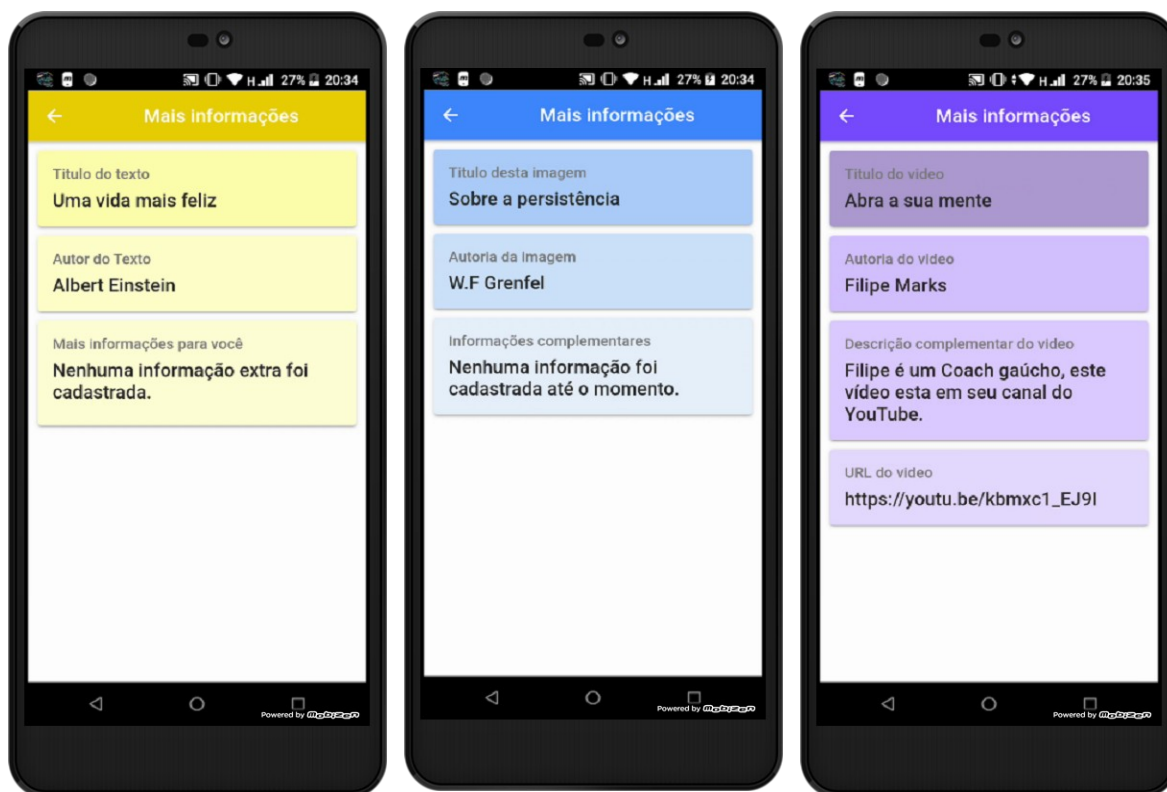 27% 20:34
Mais informações
Titulo do texto
Uma vida mais feliz
Autor do Texto
Albert Einstein
Mais informações para você
Nenhuma informação extra foi
cadastrada.
Powered by Mobizen
H 27% 20:34
Mais informações
Titulo desta imagem
Sobre a persistência
Autoria da imagem
W.F Grenfel
Informações complementares
Nenhuma informação foi
cadastrada até o momento.
Powered by Mobizen
H 27% 20:35
Mais informações
Titulo do video
Abra a sua mente
Autoria do video
Filipe Marks
Descrição complementar do video
Filipe é um Coach gaúcho, este
vídeo esta em seu canal do
YouTube.
URL do video
https://youtu.be/kbmxc1_EJ9I
Powered by Mobizen